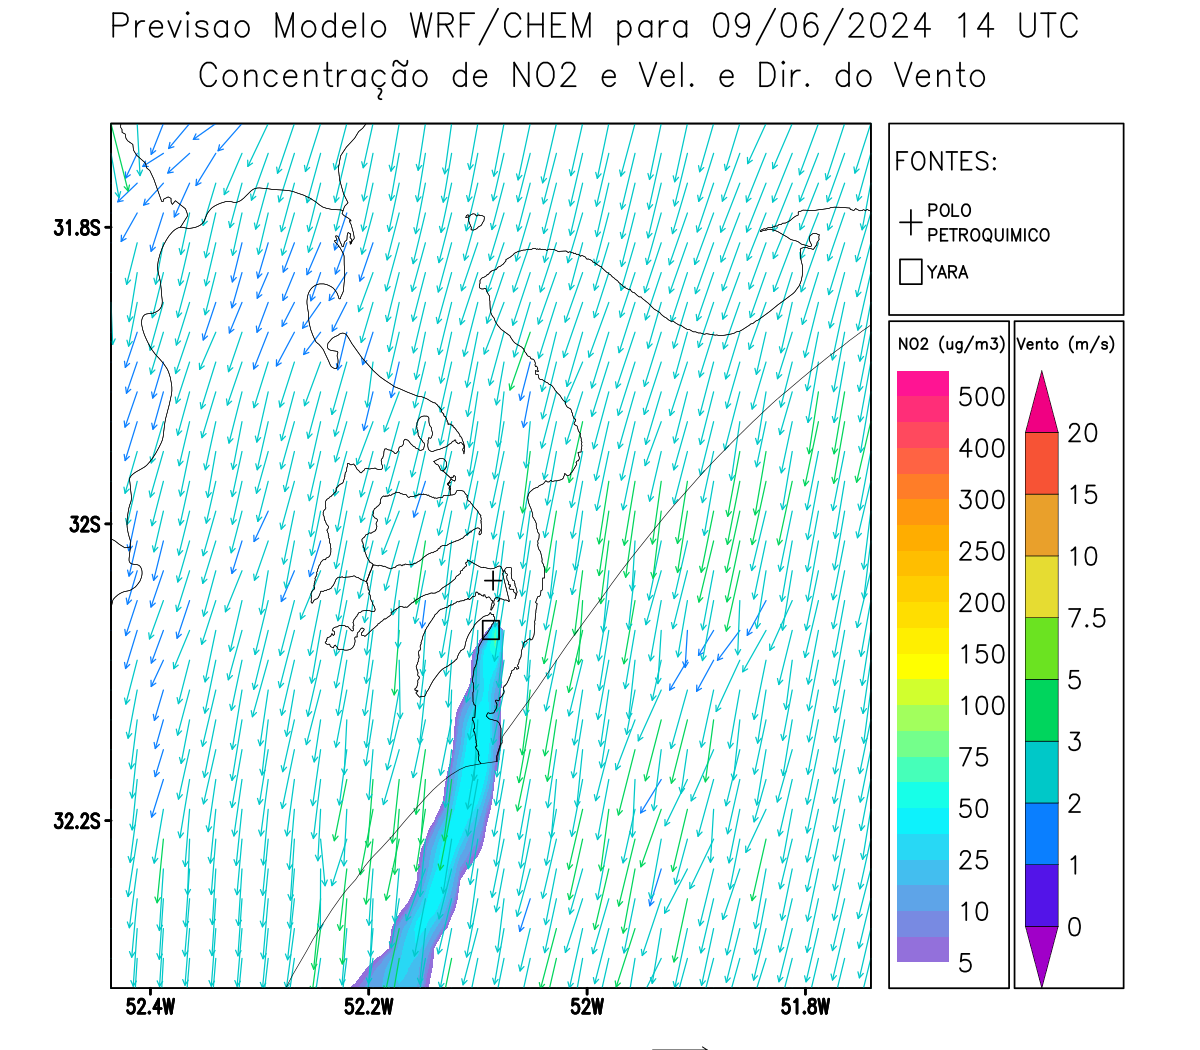 Previsao Modelo WRF/CHEM para 09/06/2024 14 UTC
Concentração de NO2 e Vel. e Dir. do Vento
FONTES:
POLO
PETROQUIMICO
YARA
NO2 (ug/m3)
500
400
300
250
200
150
100
75
50
25
10
5
Vento (m/s)
20
15
10
7.5
5
3
2
1
0
31.8S
32S
32.2S
52.4W 52.2W 52W 51.8W